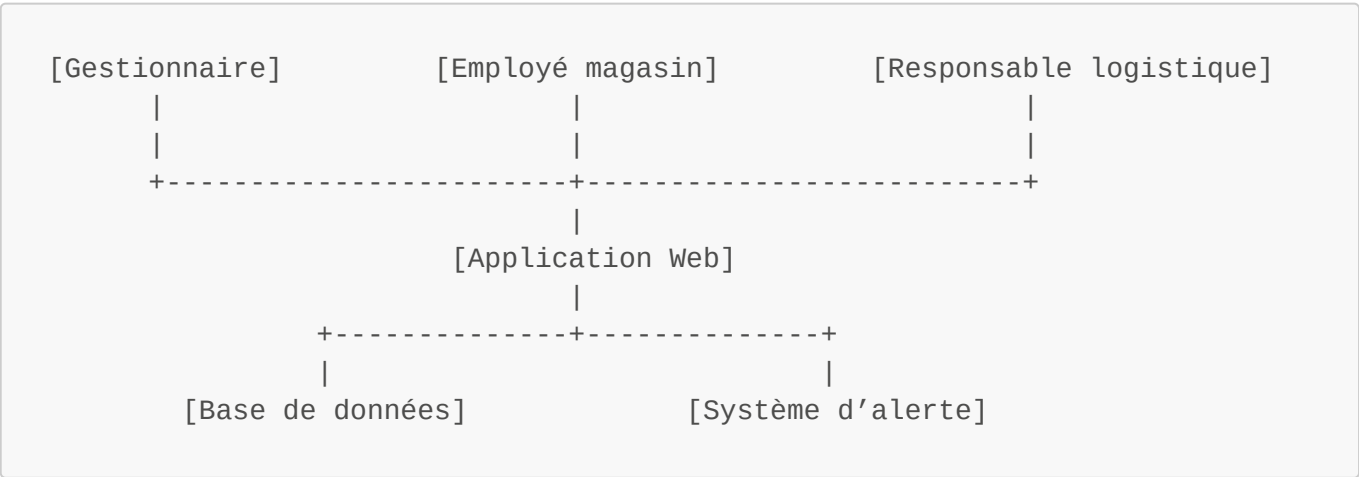 [Gestionnaire] [Employé magasin] [Responsable logistique]
[Application Web]
[Base de données] [Système d’alerte]